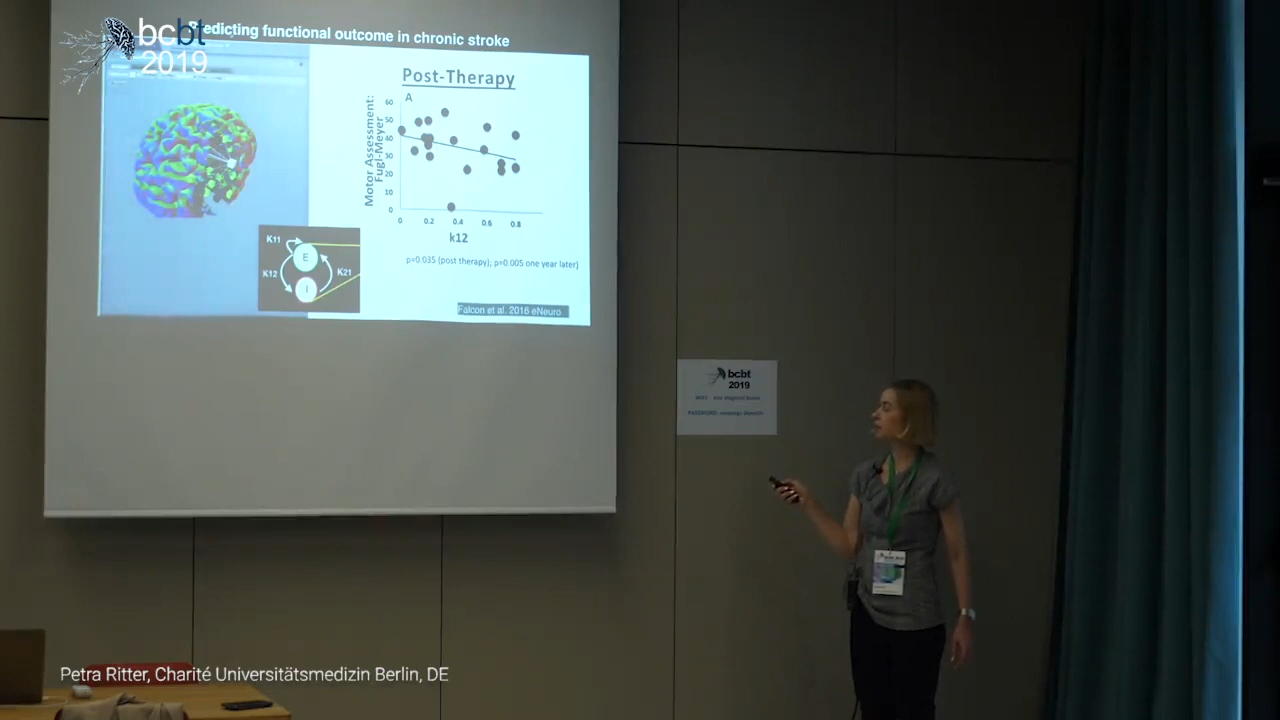 bcbt
2019
Predicting functional outcome in chronic stroke
Post-Therapy
A
Motor Assessment:
Fugl-Meyer
60
50
40
30
20
10
0
0 0.2 0.4 0.6 0.8
k12
p=0.035 (post therapy); p=0.005 one year later)
K11
E
K12
K21
I
Falcon et al. 2016 eNeuro
bcbt
2019
PASSWORD:
Petra Ritter, Charité Universitätsmedizin Berlin, DE